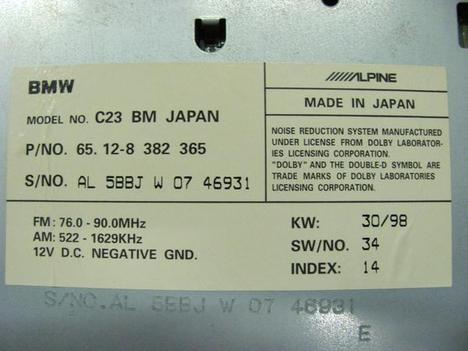 BMW
MODEL NO. C23 BM JAPAN
P/NO. 65. 12-8 382 365
S/NO. AL 5BBJ W 07 46931
ALPINE
MADE IN JAPAN
NOISE REDUCTION SYSTEM MANUFACTURED
UNDER LICENSE FROM DOLBY LABORATOR-
IES LICENSING CORPORATION.
"DOLBY" AND THE DOUBLE-D SYMBOL ARE
TRADE MARKS OF DOLBY LABORATORIES
LICENSING CORPORATION.
FM: 76.0 - 90.0MHz
AM: 522 - 1629KHz
12V D.C. NEGATIVE GND.
KW: 30/98
SW/NO. 34
INDEX: 14
S/NO.AL 5BBJ W 07 46931
E